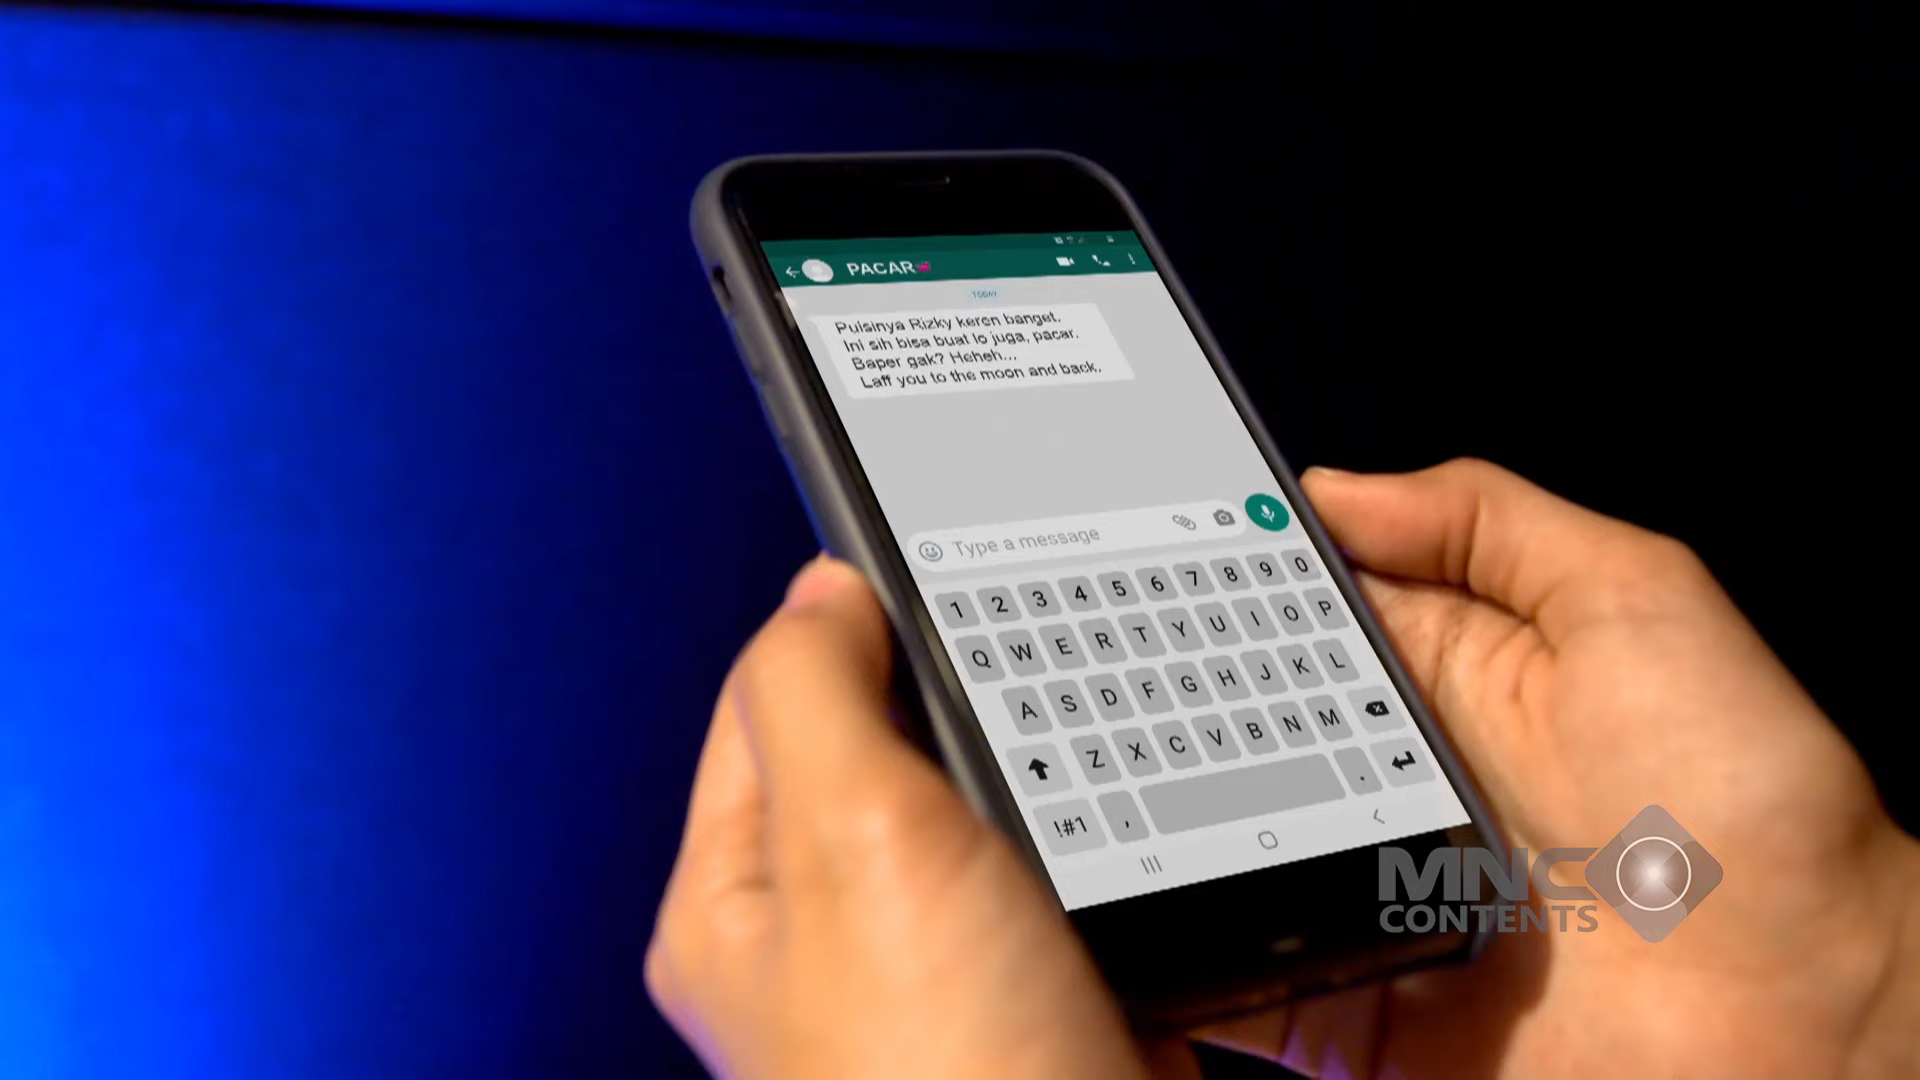 PACAR
TODAY
Puisinya Rizky keren banget.
Ini sih bisa buat lo juga, pacar.
Baper gak? Heheh...
Laff you to the moon and back.
Type a message
1 2 3 4 5 6 7 8 9 0
Q W E R T Y U I O P
A S D F G H J K L
Z X C V B N M
!#1 , .
MNC
CONTENTS